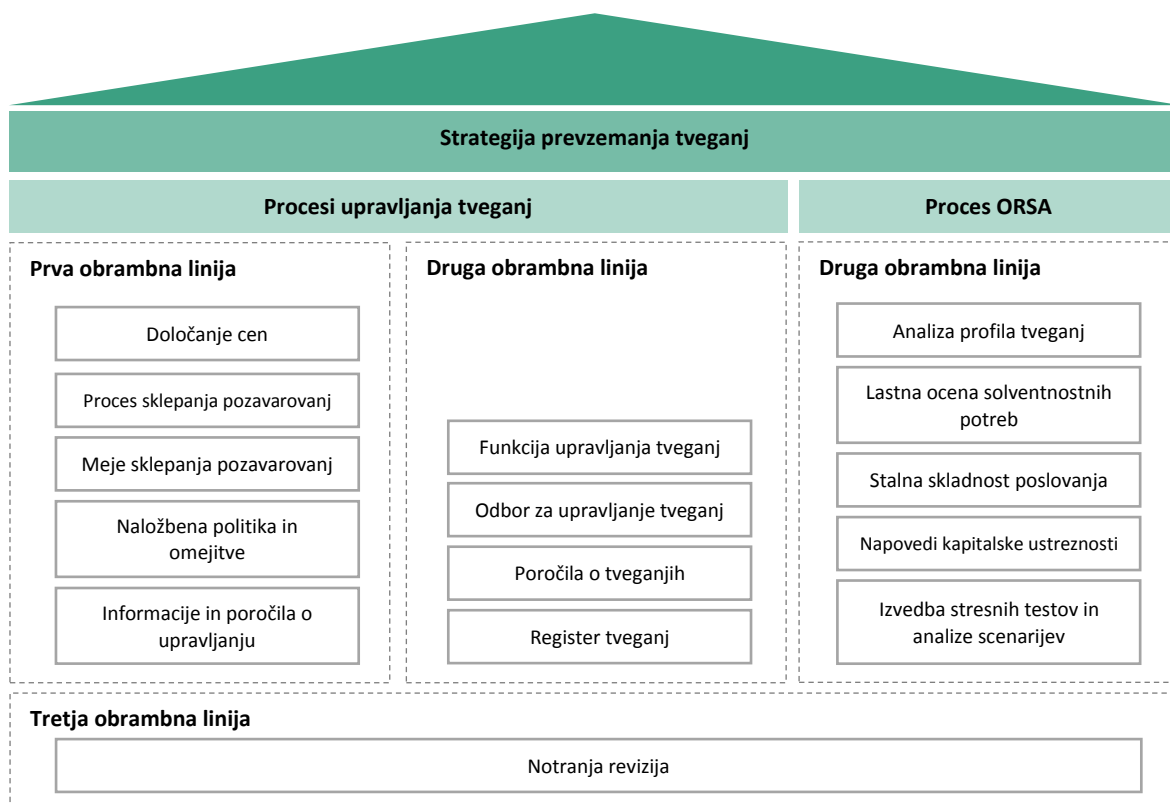 Strategija prevzemanja tveganj
Procesi upravljanja tveganj
Proces ORSA
Prva obrambna linija
Določanje cen
Proces sklepanja pozavarovanj
Meje sklepanja pozavarovanj
Naložbena politika in
omejitve
Informacije in poročila o
upravljanju
Druga obrambna linija
Funkcija upravljanja tveganj
Odbor za upravljanje tveganj
Poročila o tveganjih
Register tveganj
Druga obrambna linija
Analiza profila tveganj
Lastna ocena solventnostnih
potreb
Stalna skladnost poslovanja
Napovedi kapitalske ustreznosti
Izvedba stresnih testov in
analize scenarijev
Tretja obrambna linija
Notranja revizija